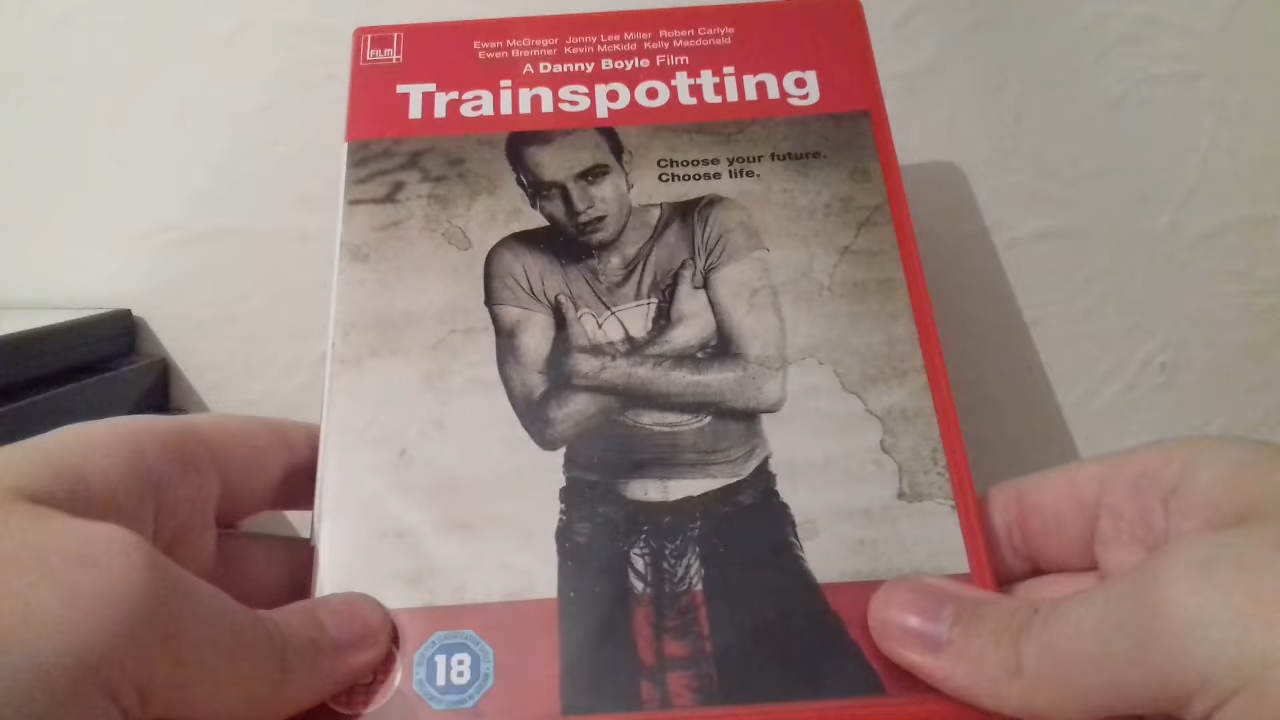 FILM4
Ewan McGregor Jonny Lee Miller Robert Carlyle
Ewen Bremner Kevin McKidd Kelly Macdonald
A Danny Boyle Film
Trainspotting
Choose your future.
Choose life.
18